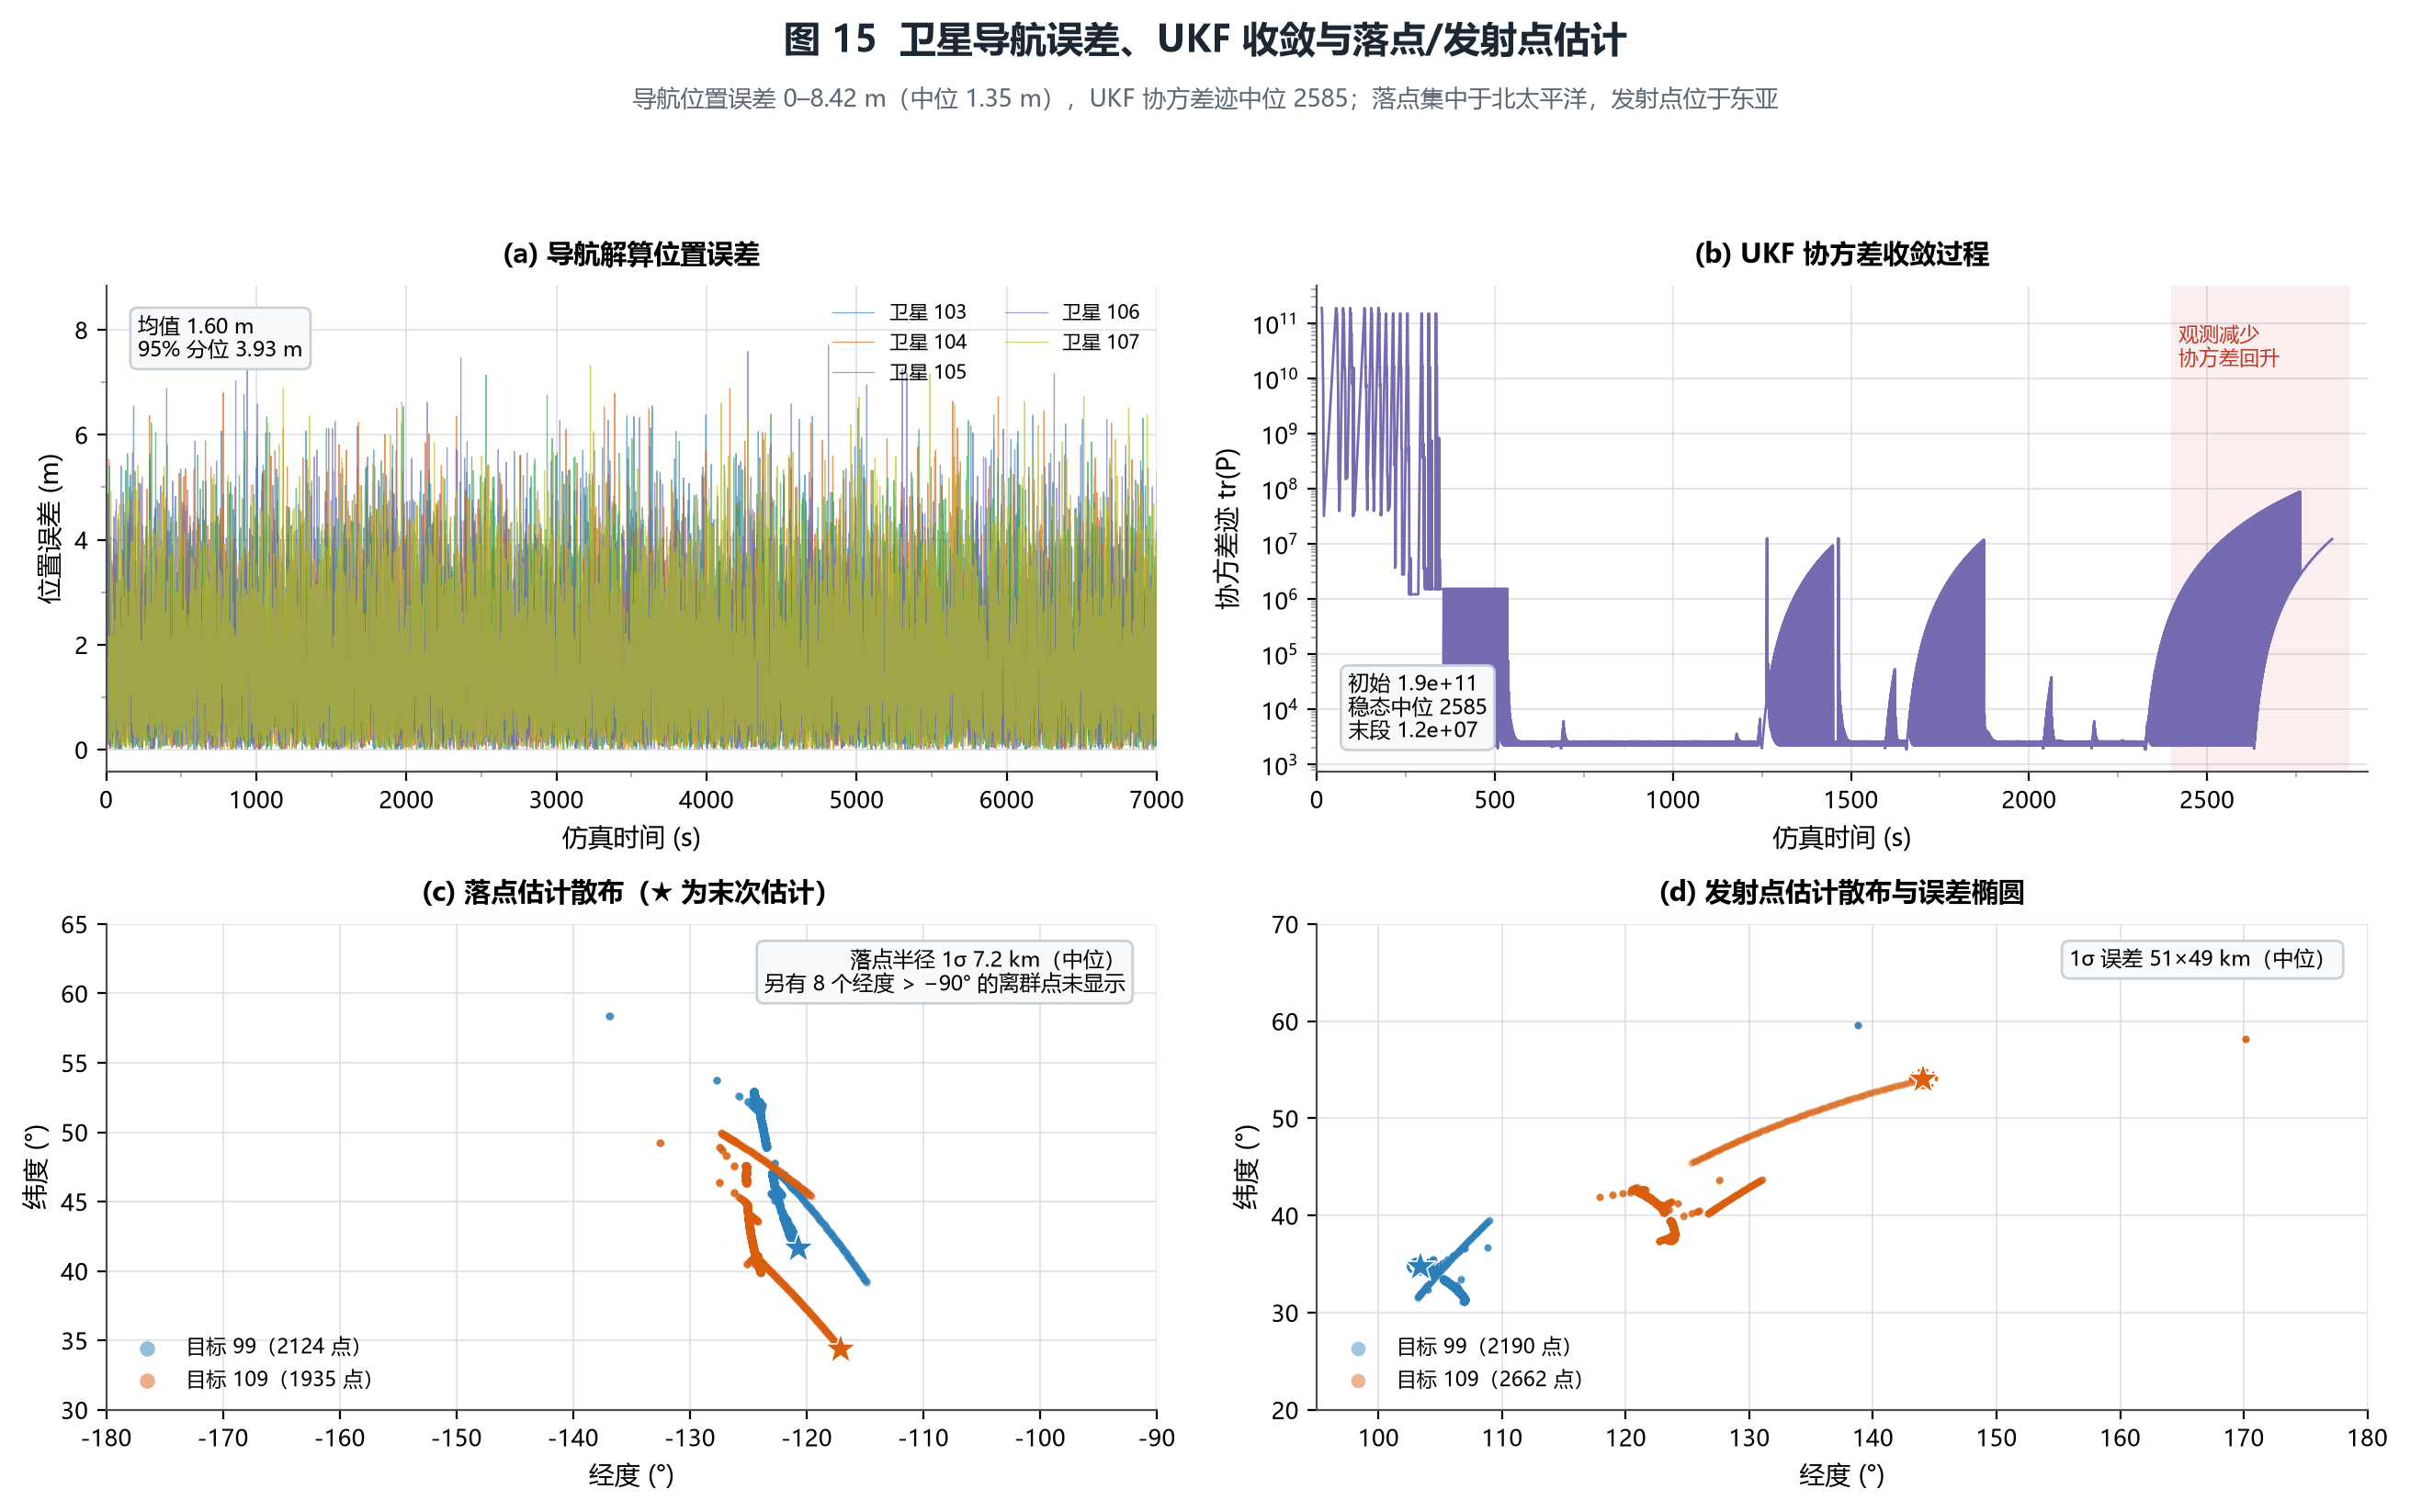 图 15 卫星导航误差、UKF 收敛与落点/发射点估计
导航位置误差 0–8.42 m（中位 1.35 m），UKF 协方差迹中位 2585；落点集中于北太平洋，发射点位于东亚
(a) 导航解算位置误差
均值 1.60 m
95% 分位 3.93 m
卫星 103
卫星 104
卫星 105
卫星 106
卫星 107
位置误差 (m)
8
6
4
2
0
0 1000 2000 3000 4000 5000 6000 7000
仿真时间 (s)
(b) UKF 协方差收敛过程
观测减少
协方差回升
初始 1.9e+11
稳态中位 2585
末段 1.2e+07
协方差迹 tr(P)
10¹¹
10¹⁰
10⁹
10⁸
10⁷
10⁶
10⁵
10⁴
10³
0 500 1000 1500 2000 2500
仿真时间 (s)
(c) 落点估计散布（★ 为末次估计）
落点半径 1σ 7.2 km（中位）
另有 8 个经度 > −90° 的离群点未显示
目标 99（2124 点）
目标 109（1935 点）
纬度 (°)
65
60
55
50
45
40
35
30
-180 -170 -160 -150 -140 -130 -120 -110 -100 -90
经度 (°)
(d) 发射点估计散布与误差椭圆
1σ 误差 51×49 km（中位）
目标 99（2190 点）
目标 109（2662 点）
纬度 (°)
70
60
50
40
30
20
100 110 120 130 140 150 160 170 180
经度 (°)